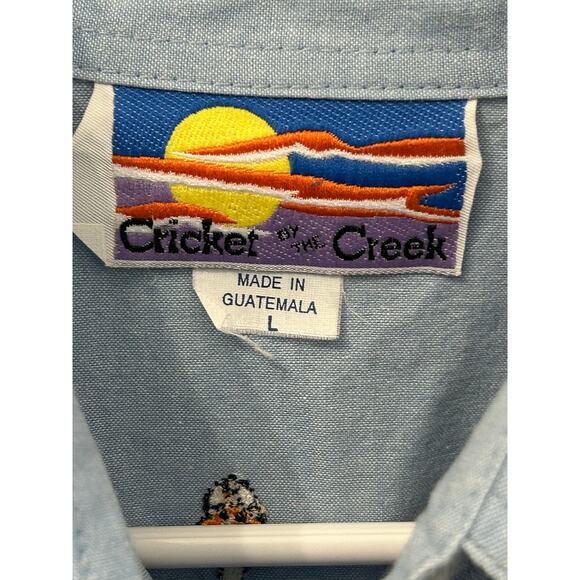 Cricket BY THE Creek
MADE IN
GUATEMALA
L